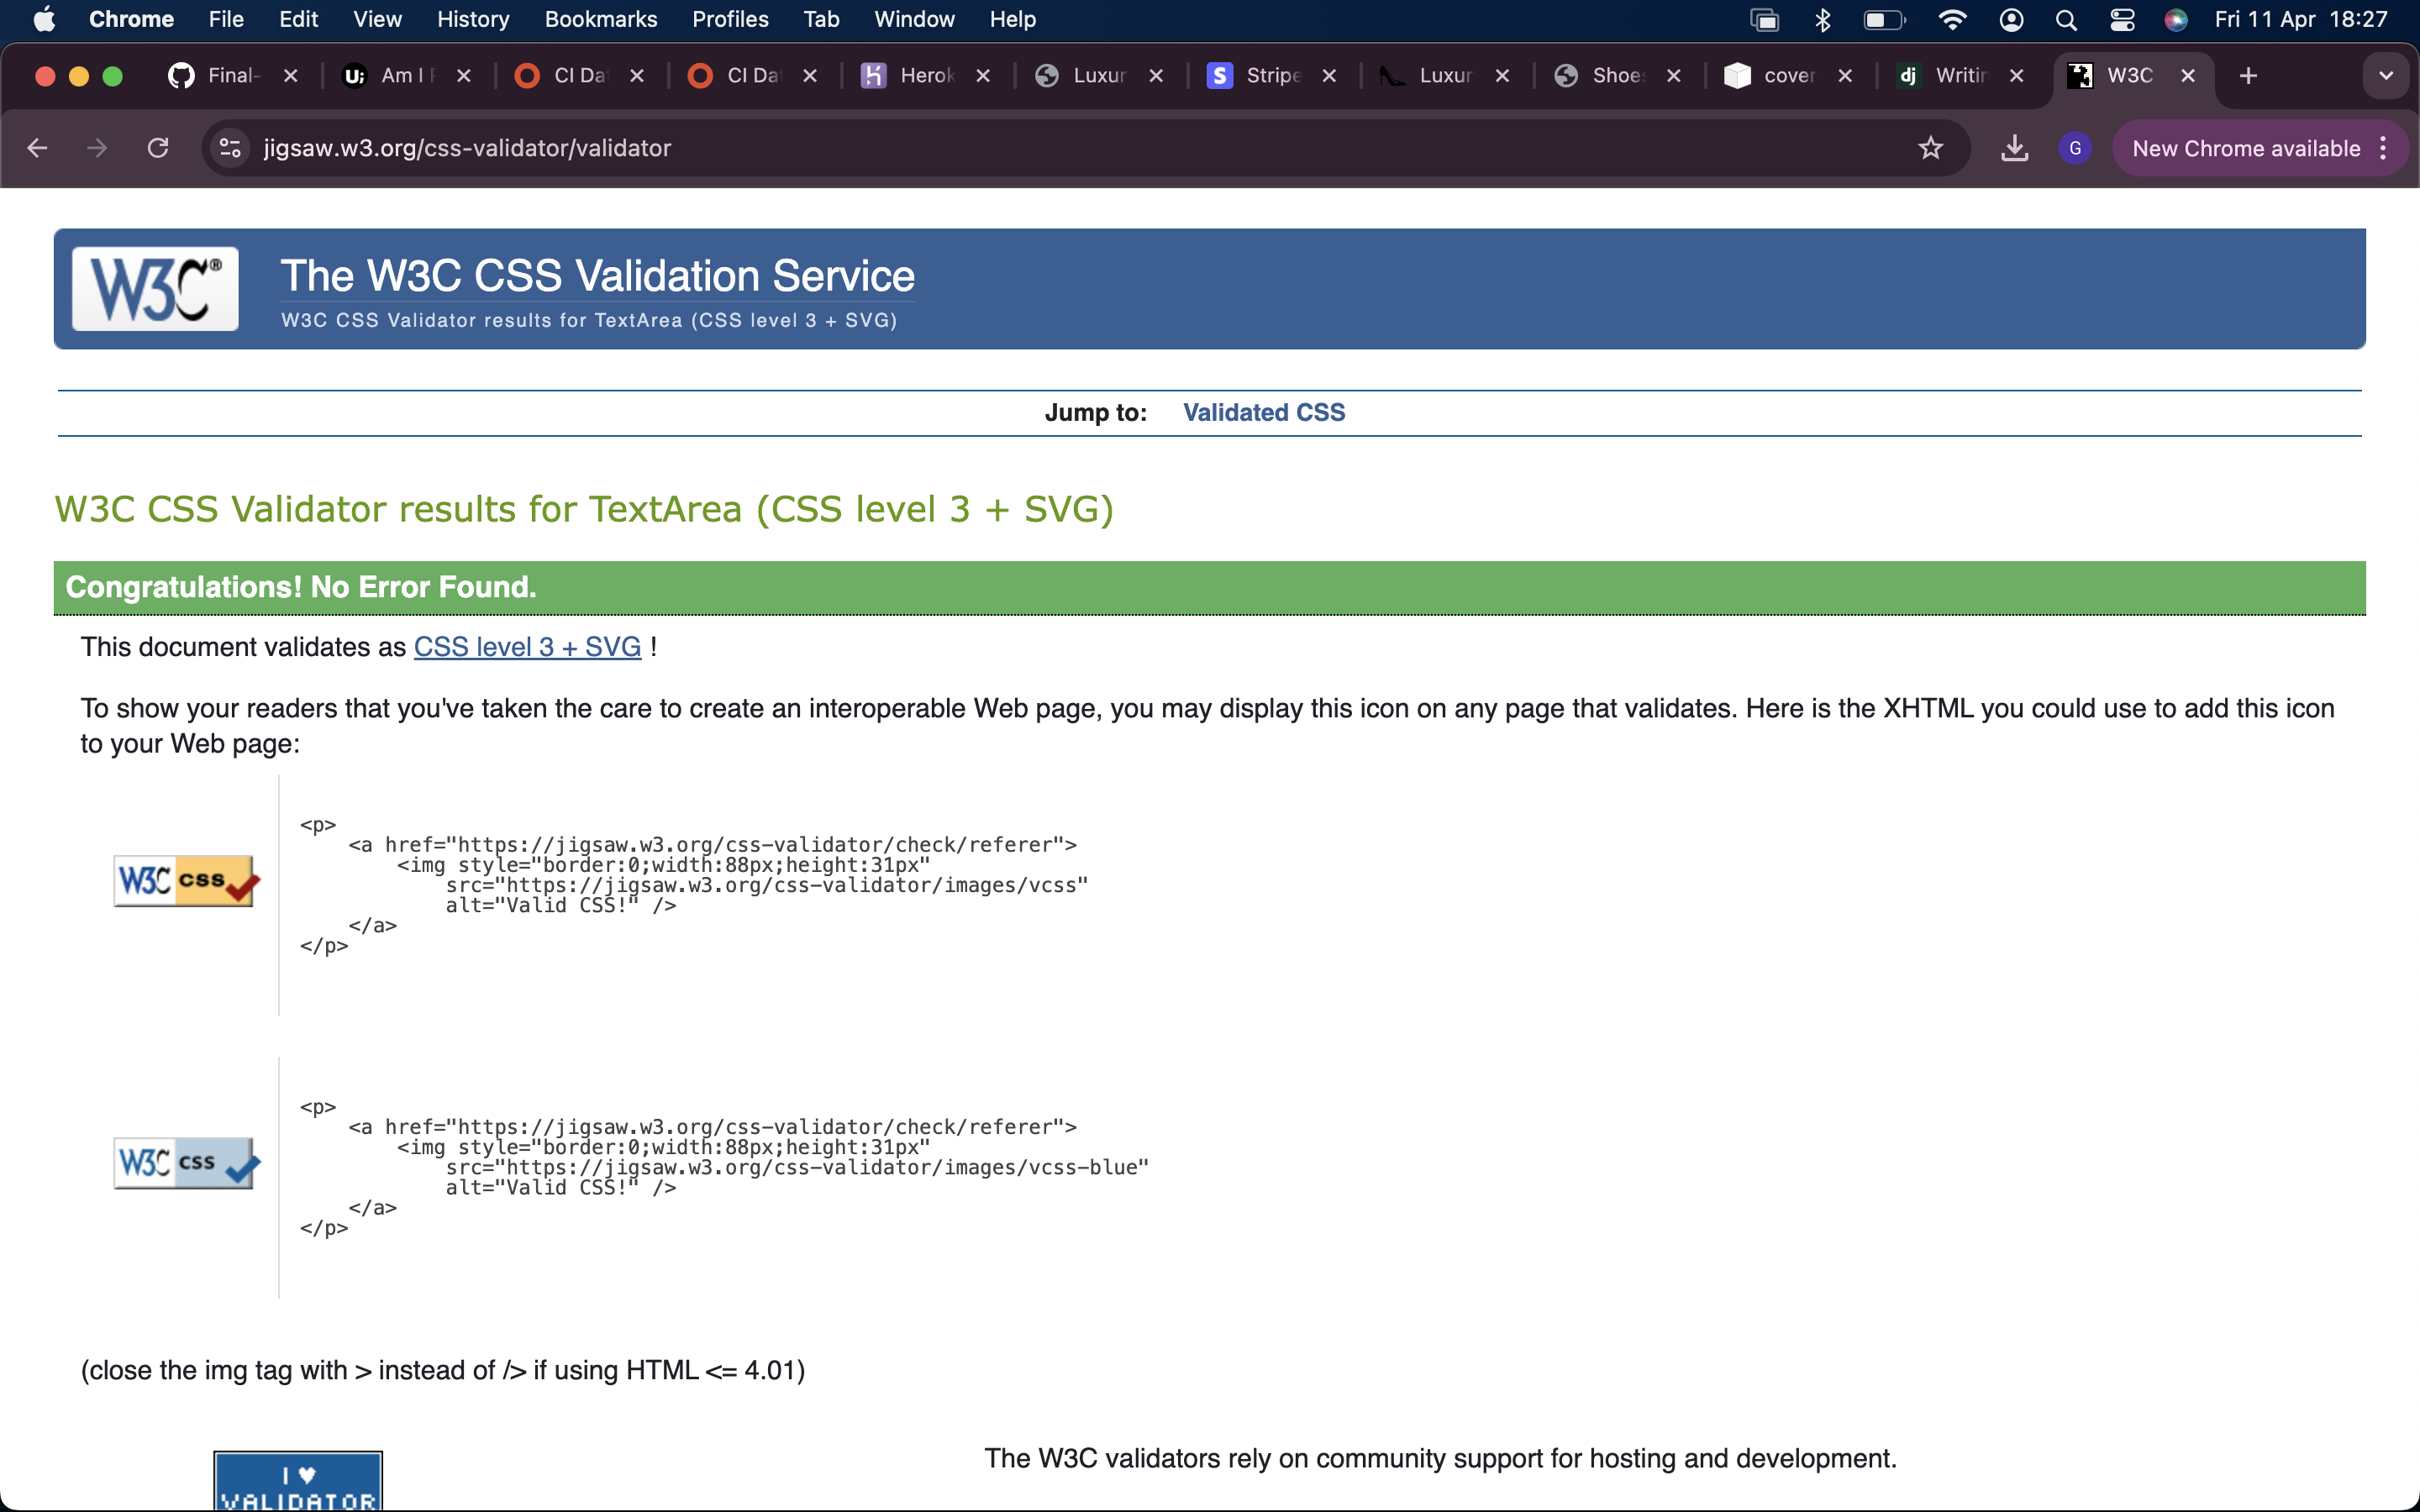 Chrome File Edit View History Bookmarks Profiles Tab Window Help Fri 11 Apr 18:27
Final- Am I CI Da CI Da Herok Luxur Stripe Luxur Shoes cover dj Writin W3C
jigsaw.w3.org/css-validator/validator G New Chrome available
W3C® The W3C CSS Validation Service
W3C CSS Validator results for TextArea (CSS level 3 + SVG)
Jump to: Validated CSS
W3C CSS Validator results for TextArea (CSS level 3 + SVG)
Congratulations! No Error Found.
This document validates as CSS level 3 + SVG !
To show your readers that you've taken the care to create an interoperable Web page, you may display this icon on any page that validates. Here is the XHTML you could use to add this icon
to your Web page:
W3C css
<p>
<a href="https://jigsaw.w3.org/css-validator/check/referer">
<img style="border:0;width:88px;height:31px"
src="https://jigsaw.w3.org/css-validator/images/vcss"
alt="Valid CSS!" />
</a>
</p>
W3C css
<p>
<a href="https://jigsaw.w3.org/css-validator/check/referer">
<img style="border:0;width:88px;height:31px"
src="https://jigsaw.w3.org/css-validator/images/vcss-blue"
alt="Valid CSS!" />
</a>
</p>
(close the img tag with > instead of /> if using HTML <= 4.01)
I ♥
VALIDATOR
The W3C validators rely on community support for hosting and development.